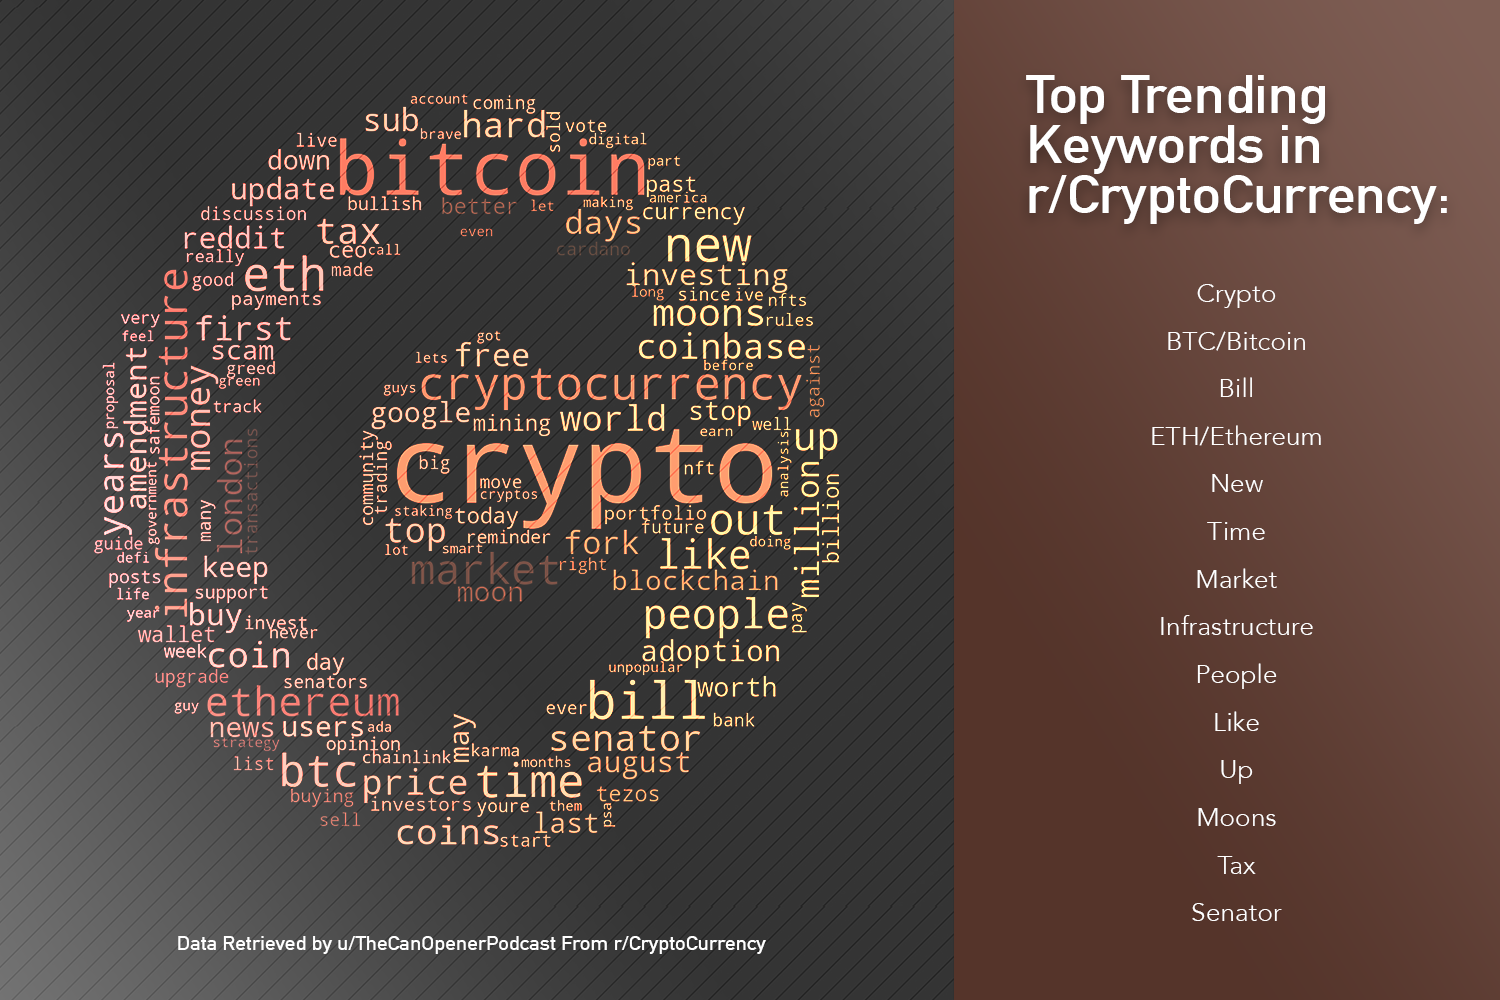 account coming
sub brave hard sold vote
live digital
down bitcoin part
update past
bullish better let making america
discussion days currency
reddit tax even new
really ceo call cardano
good eth made investing
payments long since ive nfts
very first moons rules
feel got
scam lets free coinbase
greed before against
green guys cryptocurrency
proposal amendment safemoon infrastructure money
track google mining world stop
earn well up
years government many london transactions
community trading big crypto nft analysis million billion
move
cryptos
staking today portfolio out
top reminder future
guide lot smart fork like doing
defi
posts keep market right blockchain
life support moon
year buy invest people pay
wallet never
week coin day adoption
upgrade senators unpopular
guy ethereum ever bill worth
news users ada bank
strategy opinion may karma senator
list chainlink months august
btc price time
buying investors youre them tezos
sell last psa
coins start
Data Retrieved by u/TheCanOpenerPodcast From r/CryptoCurrency
Top Trending
Keywords in
r/CryptoCurrency:
Crypto
BTC/Bitcoin
Bill
ETH/Ethereum
New
Time
Market
Infrastructure
People
Like
Up
Moons
Tax
Senator